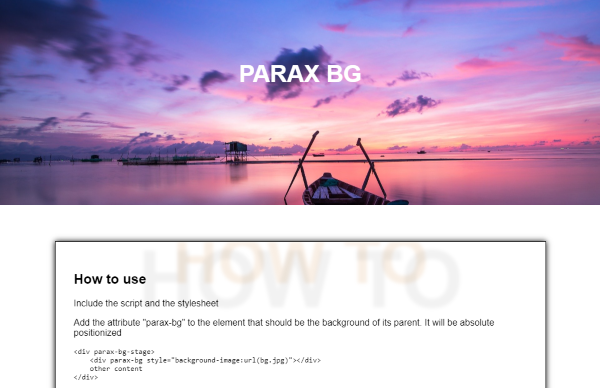 PARAX BG
HOW TO
HOW TO
How to use
Include the script and the stylesheet
Add the attribute "parax-bg" to the element that should be the background of its parent. It will be absolute
positionized
<div parax-bg-stage>
    <div parax-bg style="background-image:url(bg.jpg)"></div>
    other content
</div>